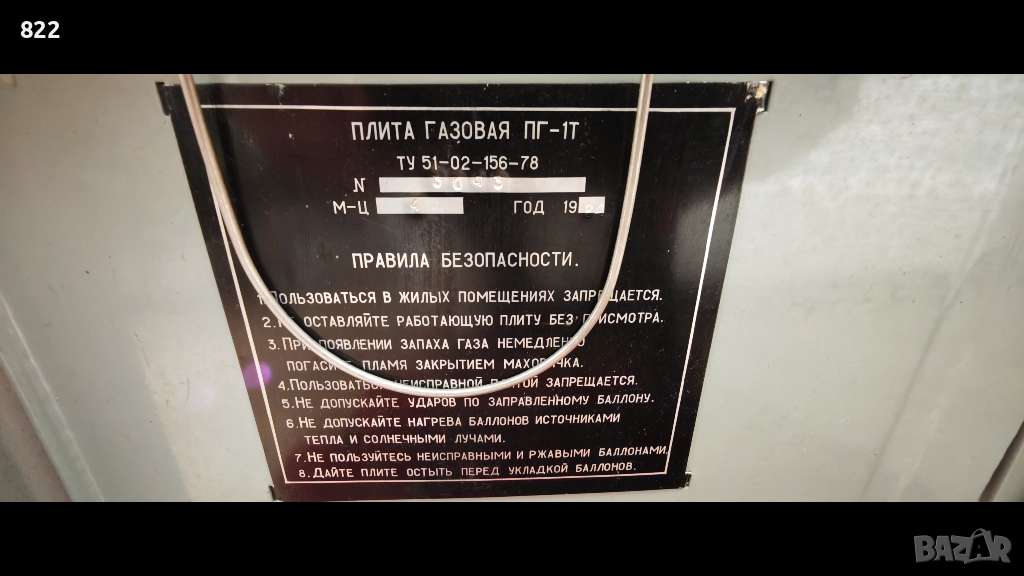 822
ПЛИТА ГАЗОВАЯ ПГ-1Т
ТУ 51-02-156-78
N
М-Ц ГОД 19
ПРАВИЛА БЕЗОПАСНОСТИ.
1.ПОЛЬЗОВАТЬСЯ В ЖИЛЫХ ПОМЕЩЕНИЯХ ЗАПРЕЩАЕТСЯ.
2.НЕ ОСТАВЛЯЙТЕ РАБОТАЮЩУЮ ПЛИТУ БЕЗ ПРИСМОТРА.
3.ПРИ ПОЯВЛЕНИИ ЗАПАХА ГАЗА НЕМЕДЛЕННО
ПОГАСИТЕ ПЛАМЯ ЗАКРЫТИЕМ МАХОВИЧКА.
4.ПОЛЬЗОВАТЬСЯ НЕИСПРАВНОЙ ПЛИТОЙ ЗАПРЕЩАЕТСЯ.
5.НЕ ДОПУСКАЙТЕ УДАРОВ ПО ЗАПРАВЛЕННОМУ БАЛЛОНУ.
6.НЕ ДОПУСКАЙТЕ НАГРЕВА БАЛЛОНОВ ИСТОЧНИКАМИ
ТЕПЛА И СОЛНЕЧНЫМИ ЛУЧАМИ.
7.НЕ ПОЛЬЗУЙТЕСЬ НЕИСПРАВНЫМИ И РЖАВЫМИ БАЛЛОНАМИ.
8.ДАЙТЕ ПЛИТЕ ОСТЫТЬ ПЕРЕД УКЛАДКОЙ БАЛЛОНОВ.
BAZAR